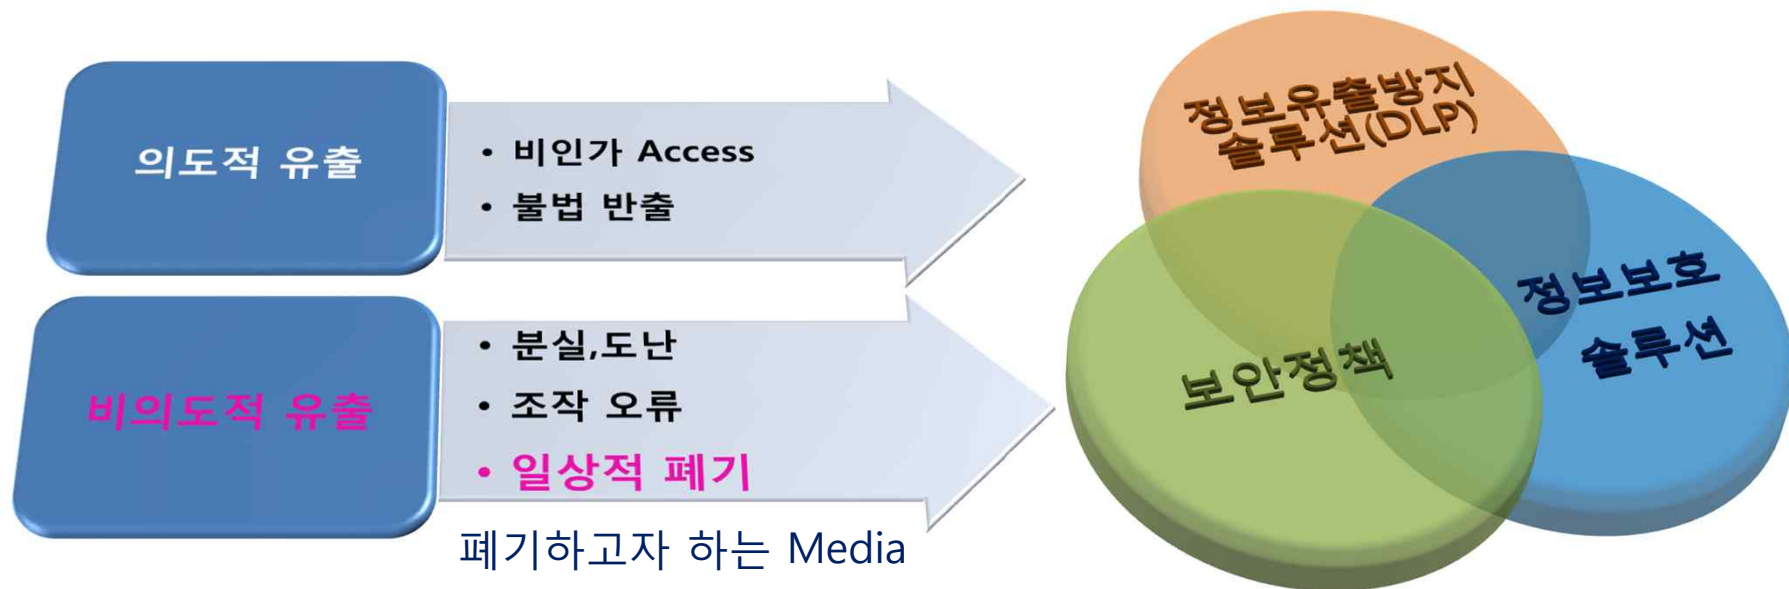 의도적 유출
• 비인가 Access
• 불법 반출
비의도적 유출
• 분실,도난
• 조작 오류
• 일상적 폐기
폐기하고자 하는 Media
정보유출방지
솔루션(DLP)
정보보호
솔루션
보안정책